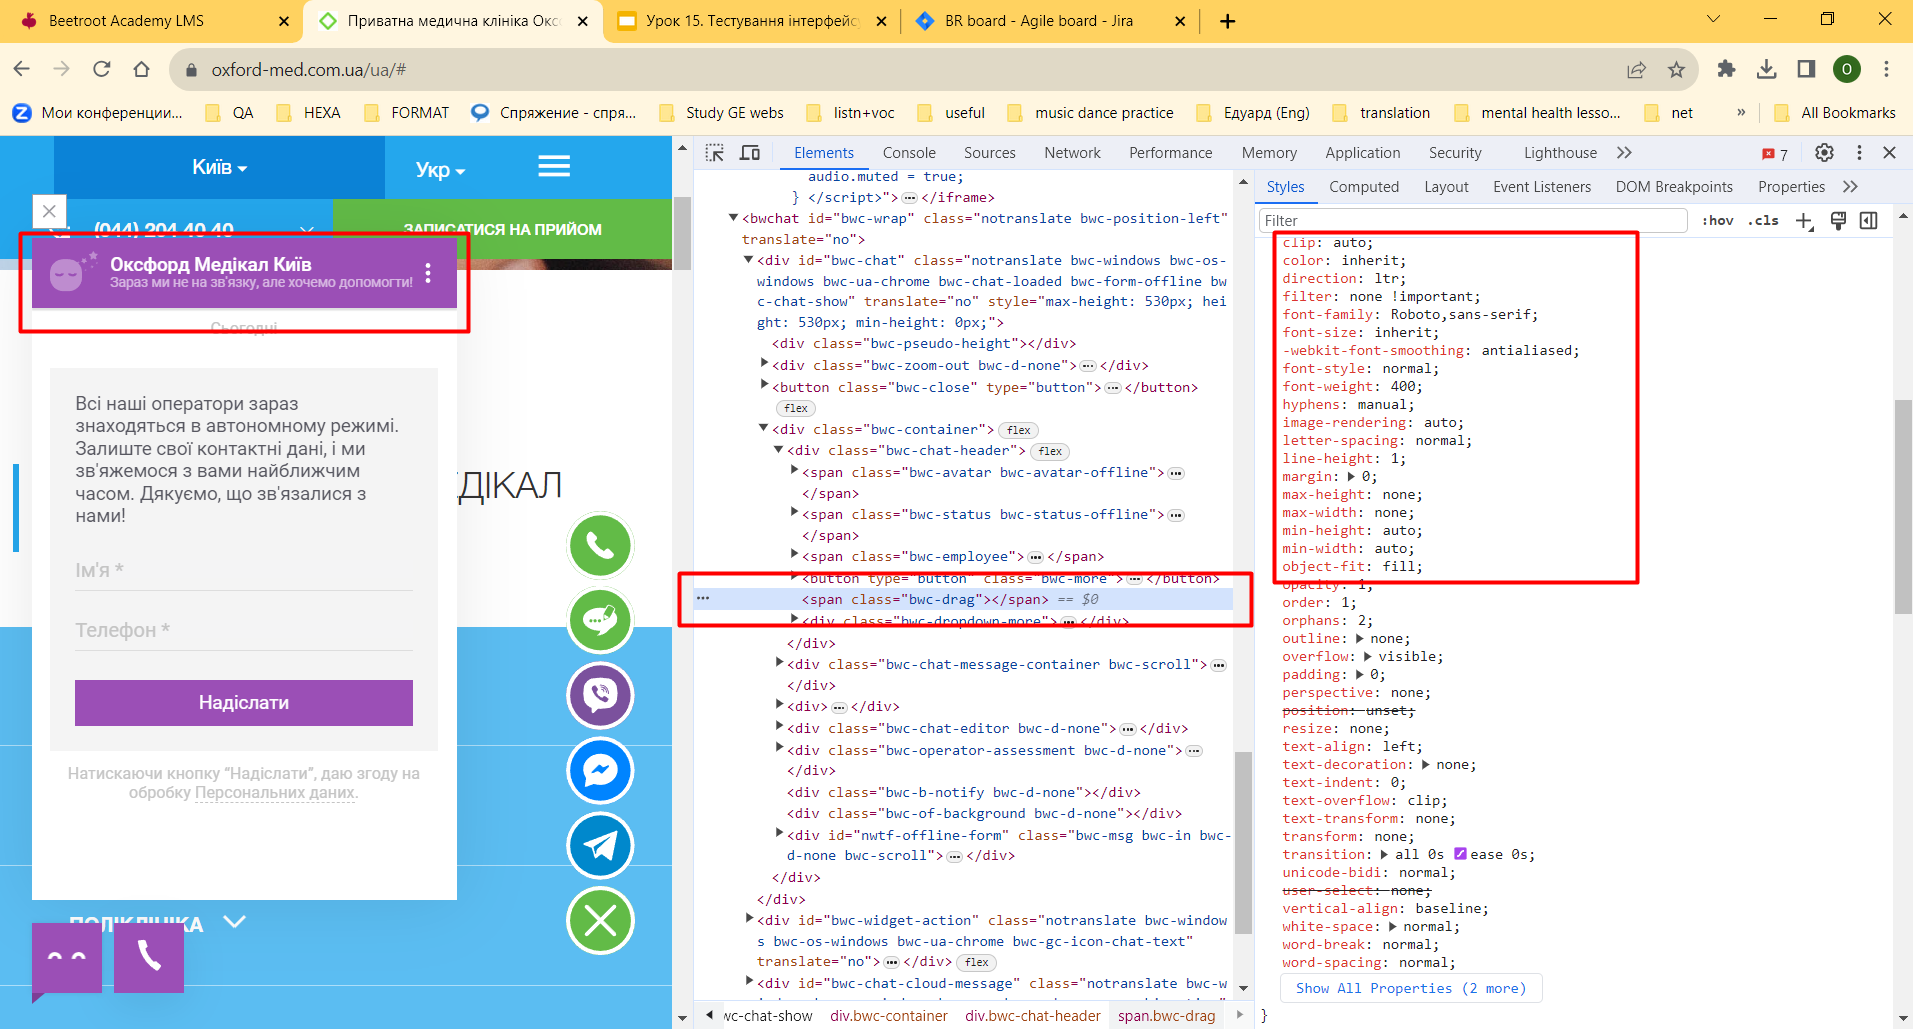 Beetroot Academy LMS
Приватна медична клініка Окс
Урок 15. Тестування інтерфейсу
BR board - Agile board - Jira
oxford-med.com.ua/ua/#
O
Мои конференции...
QA
HEXA
FORMAT
Спряжение - спря...
Study GE webs
listn+voc
useful
music dance practice
Едуард (Eng)
translation
mental health lesso...
net
»
All Bookmarks
Київ
Укр
(044) 204 40 40
ЗАПИСАТИСЯ НА ПРИЙОМ
Оксфорд Медікал Київ
Зараз ми не на зв'язку, але хочемо допомогти!
Сьогодні
Всі наші оператори зараз
знаходяться в автономному режимі.
Залиште свої контактні дані, і ми
зв'яжемося з вами найближчим
часом. Дякуємо, що зв'язалися з
нами!
ДІКАЛ
Ім'я *
Телефон *
Надіслати
Натискаючи кнопку “Надіслати”, даю згоду на
обробку Персональних даних.
ПОЛІКЛІНІКА
Elements
Console
Sources
Network
Performance
Memory
Application
Security
Lighthouse
7
audio.muted = true;
} </script>"> </iframe>
<bwchat id="bwc-wrap" class="notranslate bwc-position-left"
translate="no">
<div id="bwc-chat" class="notranslate bwc-windows bwc-os-
windows bwc-ua-chrome bwc-chat-loaded bwc-form-offline bw
c-chat-show" translate="no" style="max-height: 530px; hei
ght: 530px; min-height: 0px;">
<div class="bwc-pseudo-height"></div>
<div class="bwc-zoom-out bwc-d-none"> </div>
<button class="bwc-close" type="button"> </button>
flex
<div class="bwc-container"> flex
<div class="bwc-chat-header"> flex
<span class="bwc-avatar bwc-avatar-offline">
</span>
<span class="bwc-status bwc-status-offline">
</span>
<span class="bwc-employee"> </span>
<button type="button" class="bwc-more"> </button>
<span class="bwc-drag"></span> == $0
<div class="bwc-dropdown-more"> </div>
</div>
<div class="bwc-chat-message-container bwc-scroll">
</div>
<div> </div>
<div class="bwc-chat-editor bwc-d-none"> </div>
<div class="bwc-operator-assessment bwc-d-none">
</div>
<div class="bwc-b-notify bwc-d-none"></div>
<div class="bwc-of-background bwc-d-none"></div>
<div id="nwtf-offline-form" class="bwc-msg bwc-in bwc-
d-none bwc-scroll"> </div>
</div>
</div>
<div id="bwc-widget-action" class="notranslate bwc-window
s bwc-os-windows bwc-ua-chrome bwc-gc-icon-chat-text"
translate="no"> </div> flex
<div id="bwc-chat-cloud-message" class="notranslate bwc-w
wc-chat-show
div.bwc-container
div.bwc-chat-header
span.bwc-drag
Styles
Computed
Layout
Event Listeners
DOM Breakpoints
Properties
Filter
:hov
.cls
clip: auto;
color: inherit;
direction: ltr;
filter: none !important;
font-family: Roboto,sans-serif;
font-size: inherit;
-webkit-font-smoothing: antialiased;
font-style: normal;
font-weight: 400;
hyphens: manual;
image-rendering: auto;
letter-spacing: normal;
line-height: 1;
margin: 0;
max-height: none;
max-width: none;
min-height: auto;
min-width: auto;
object-fit: fill;
opacity: 1;
order: 1;
orphans: 2;
outline: none;
overflow: visible;
padding: 0;
perspective: none;
position: unset;
resize: none;
text-align: left;
text-decoration: none;
text-indent: 0;
text-overflow: clip;
text-transform: none;
transform: none;
transition: all 0s ease 0s;
unicode-bidi: normal;
user-select: none;
vertical-align: baseline;
white-space: normal;
word-break: normal;
word-spacing: normal;
Show All Properties (2 more)
}